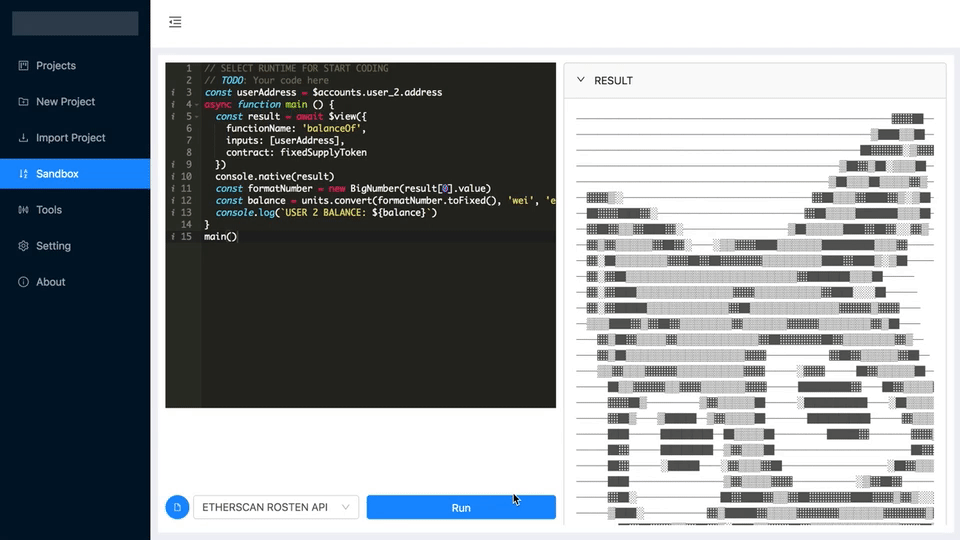 Projects
New Project
Import Project
Sandbox
Tools
Setting
About
1 // SELECT RUNTIME FOR START CODING
2 // TODO: Your code here
i 3 const userAddress = $accounts.user_2.address
i 4 async function main () {
i 5 const result = await $view({
6 functionName: 'balanceOf',
7 inputs: [userAddress],
8 contract: fixedSupplyToken
i 9 })
i 10 console.native(result)
i 11 const formatNumber = new BigNumber(result[0].value)
i 12 const balance = units.convert(formatNumber.toFixed(), 'wei', 'e
i 13 console.log(`USER 2 BALANCE: ${balance}`)
14 }
i 15 main()
ETHERSCAN ROSTEN API
Run
RESULT